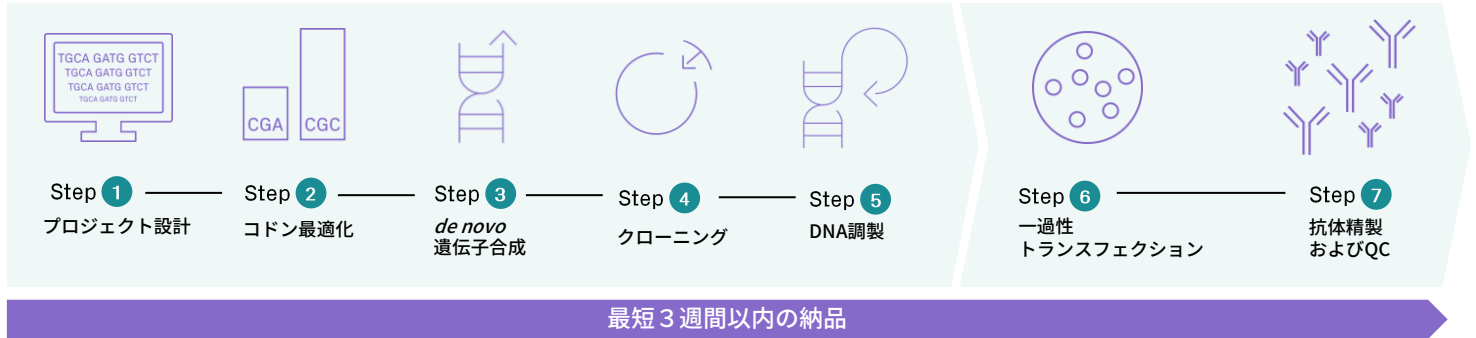 TGCA GATG GTCT
TGCA GATG GTCT
TGCA GATG GTCT
TGCA GATG GTCT
CGA
CGC
Step 1
プロジェクト設計
Step 2
コドン最適化
Step 3
de novo
遺伝子合成
Step 4
クローニング
Step 5
DNA調製
Step 6
一過性
トランスフェクション
Step 7
抗体精製
およびQC
最短３週間以内の納品